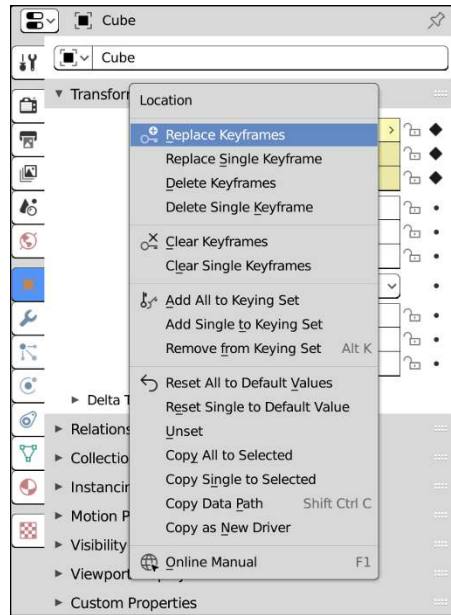 Cube
Cube
Transfor
Location
Replace Keyframes
Replace Single Keyframe
Delete Keyframes
Delete Single Keyframe
Clear Keyframes
Clear Single Keyframes
Add All to Keying Set
Add Single to Keying Set
Remove from Keying Set Alt K
Reset All to Default Values
Reset Single to Default Value
Unset
Copy All to Selected
Copy Single to Selected
Copy Data Path Shift Ctrl C
Copy as New Driver
Online Manual F1
Delta T
Relations
Collectio
Instancin
Motion P
Visibility
Viewport
Custom Properties